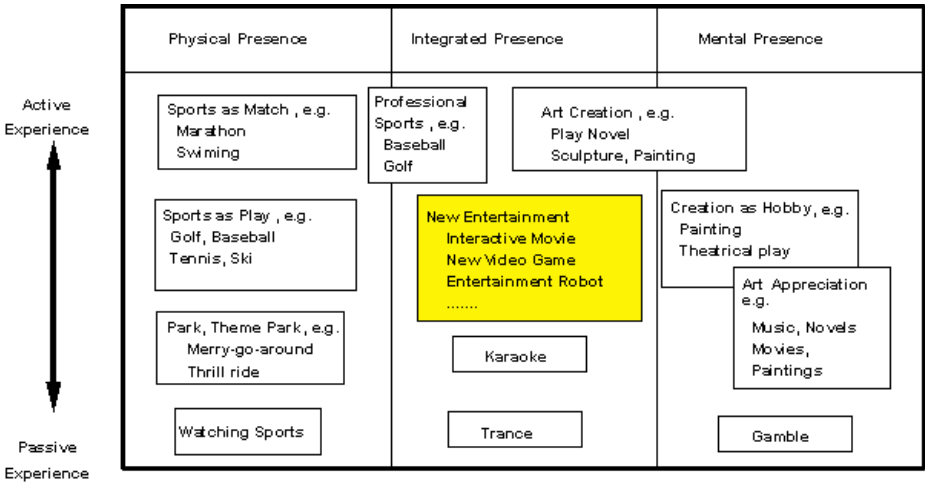 Physical Presence
Integrated Presence
Mental Presence
Active
Experience
Sports as Match , e.g.
Marathon
Swiming
Professional
Sports , e.g.
Baseball
Golf
Art Creation , e.g.
Play Novel
Sculpture, Painting
Sports as Play , e.g.
Golf, Baseball
Tennis, Ski
New Entertainment
Interactive Movie
New Video Game
Entertainment Robot
.......
Creation as Hobby, e.g.
Painting
Theatrical play
Art Appreciation
e.g.
Music, Novels
Movies,
Paintings
Park, Theme Park, e.g.
Merry-go-around
Thrill ride
Karaoke
Watching Sports
Trance
Gamble
Passive
Experience